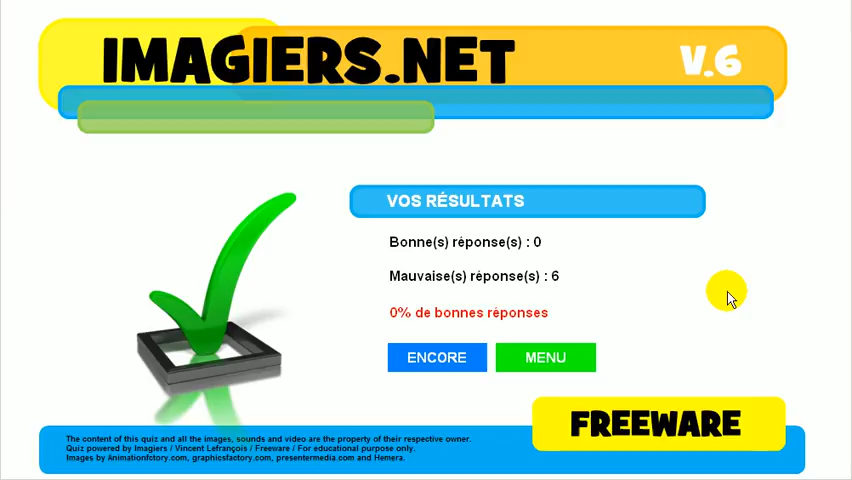 IMAGIERS.NET
V.6
VOS RÉSULTATS
Bonne(s) réponse(s) : 0
Mauvaise(s) réponse(s) : 6
0% de bonnes réponses
ENCORE
MENU
FREEWARE
The content of this quiz and all the images, sounds and video are the property of their respective owner.
Quiz powered by Imagiers / Vincent Lefrançois / Freeware / For educational purpose only.
Images by Animationfctory.com, graphicsfactory.com, presentermedia.com and Hemera.